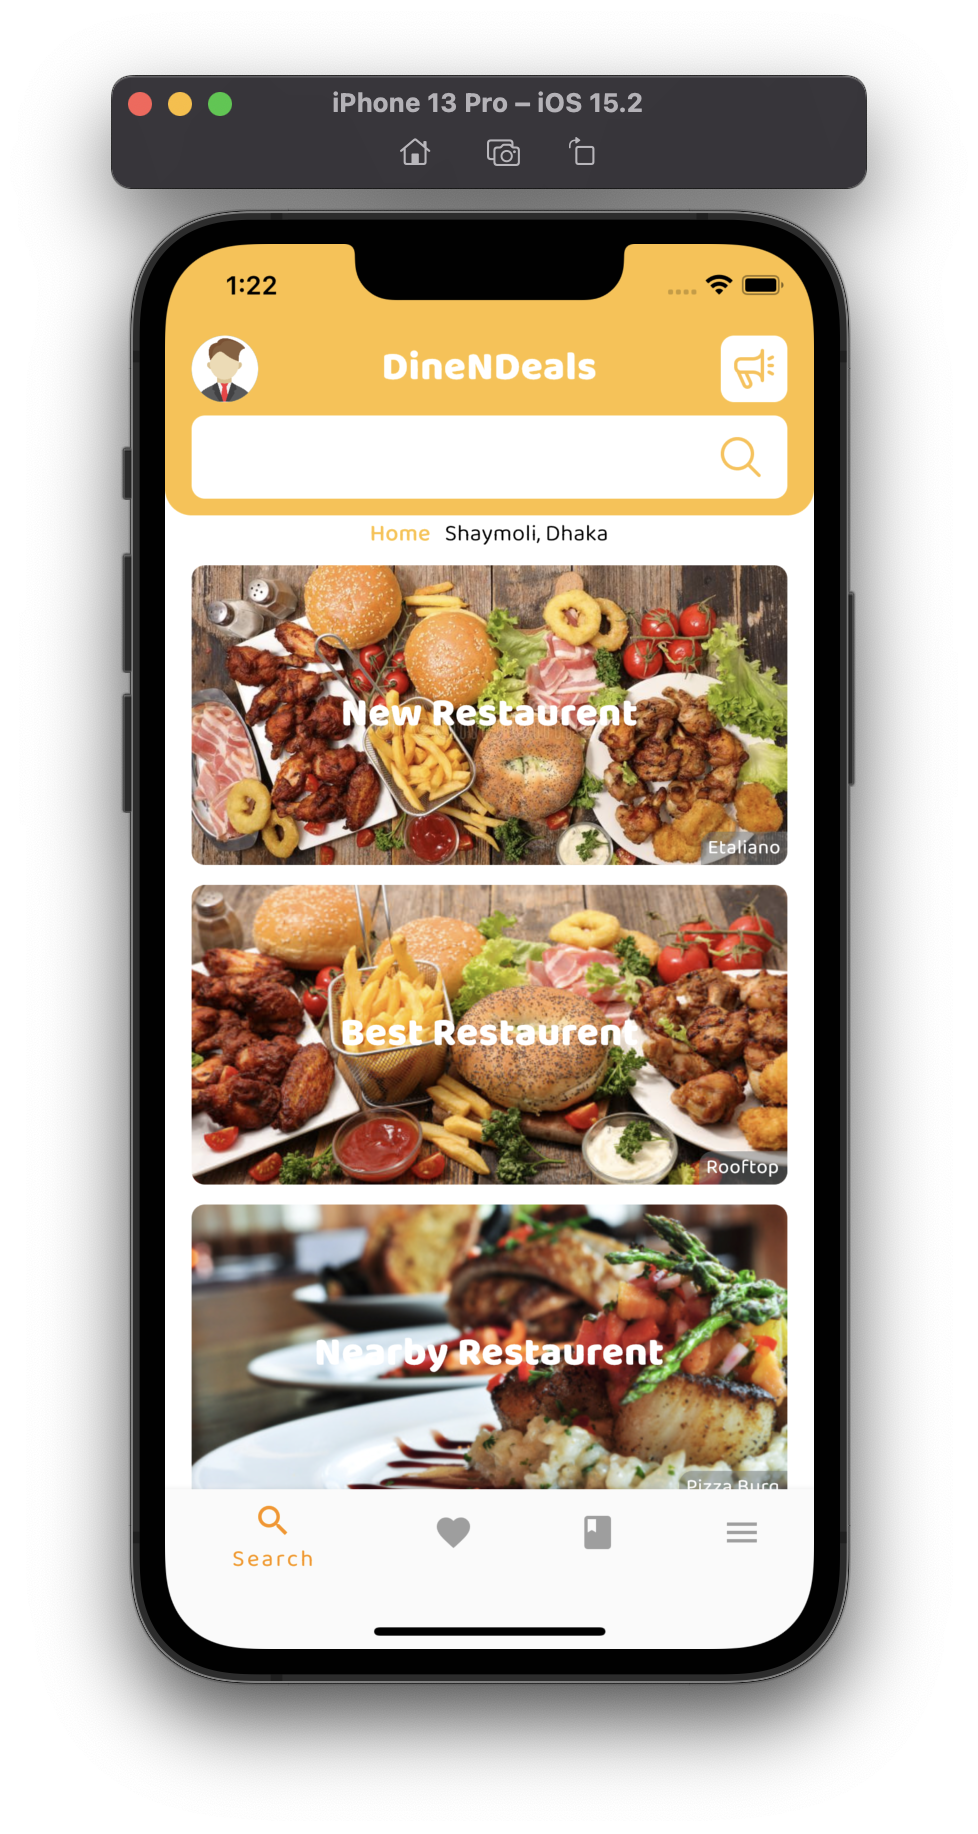 iPhone 13 Pro – iOS 15.2
1:22
DineNDeals
Home Shaymoli, Dhaka
New Restaurent
Etaliano
Best Restaurent
Rooftop
Nearby Restaurent
Pizza Burg
Search